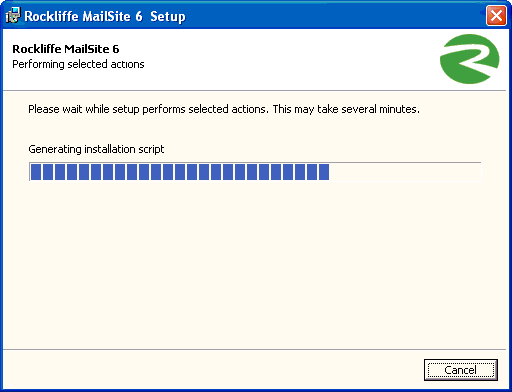 Rockliffe MailSite 6 Setup
Rockliffe MailSite 6
Performing selected actions
Please wait while setup performs selected actions. This may take several minutes.
Generating installation script
Cancel